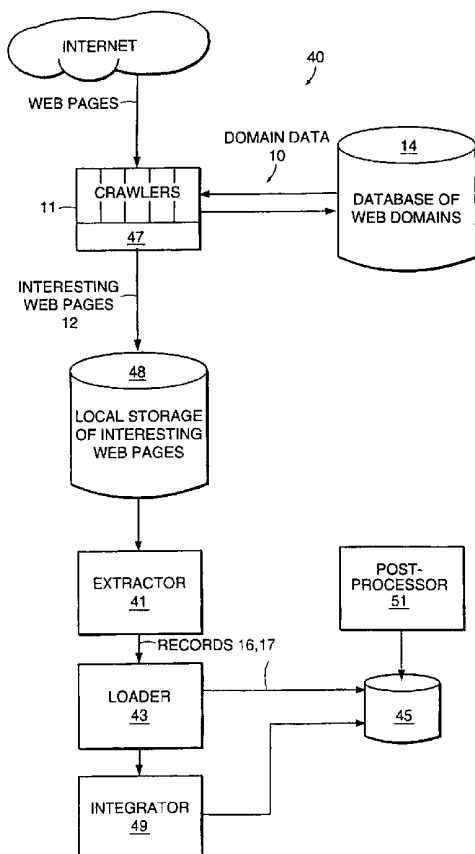 INTERNET
40
WEB PAGES
DOMAIN DATA
10
14
DATABASE OF
WEB DOMAINS
CRAWLERS
11
47
INTERESTING
WEB PAGES
12
48
LOCAL STORAGE
OF INTERESTING
WEB PAGES
EXTRACTOR
41
POST-
PROCESSOR
51
RECORDS 16,17
LOADER
43
45
INTEGRATOR
49